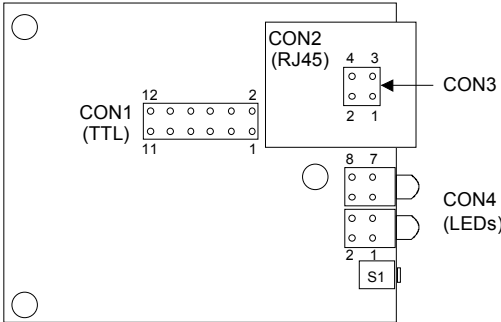 CON2
(RJ45)
4 3
CON3
2 1
12 2
CON1
(TTL)
11 1
8 7
CON4
(LEDs)
2 1
S1